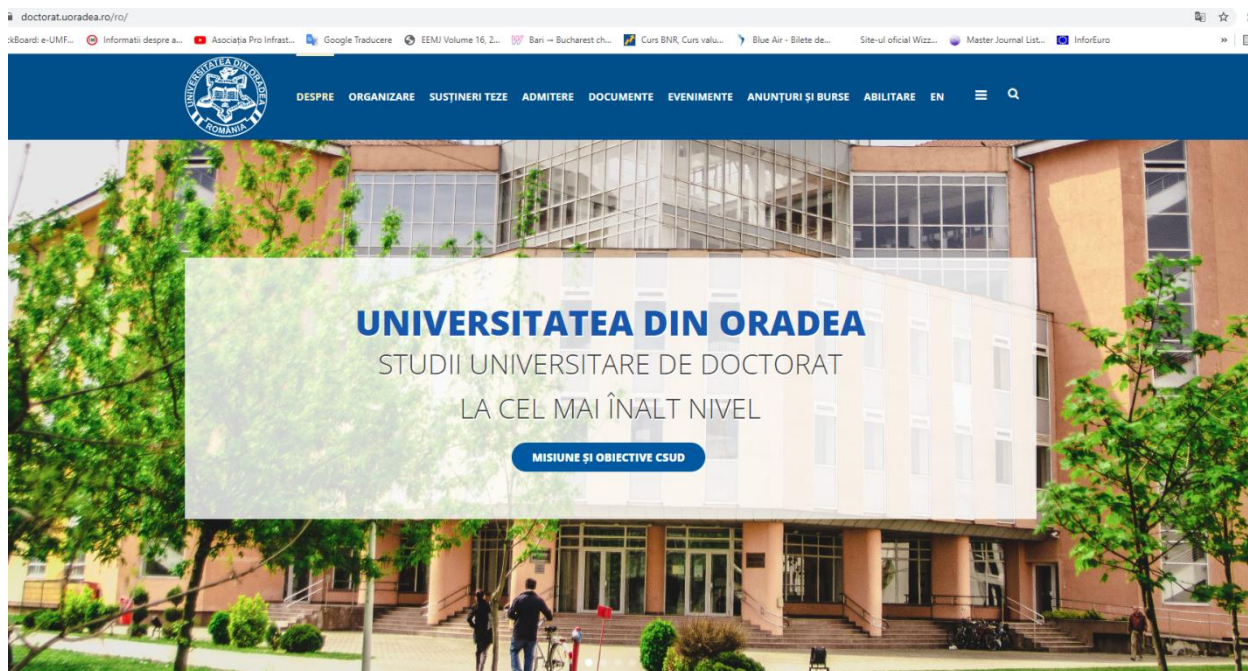 doctorat.uoradea.ro/ro/
ckBoard: e-UMF... Informatii despre a... Asociația Pro Infrast... Google Traducere EEMJ Volume 16, 2... Bari → Bucharest ch... Curs BNR, Curs valu... Blue Air - Bilete de... Site-ul oficial Wizz... Master Journal List... InforEuro »
UNIVERSITATEA DIN ORADEA
ROMÂNIA
DESPRE ORGANIZARE SUSȚINERI TEZE ADMITERE DOCUMENTE EVENIMENTE ANUNȚURI ȘI BURSE ABILITARE EN
UNIVERSITATEA DIN ORADEA
STUDII UNIVERSITARE DE DOCTORAT
LA CEL MAI ÎNALT NIVEL
MISIUNE ȘI OBIECTIVE CSUD